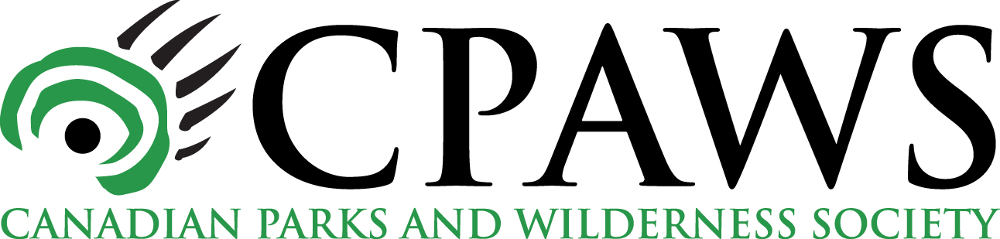 CPAWS
CANADIAN PARKS AND WILDERNESS SOCIETY